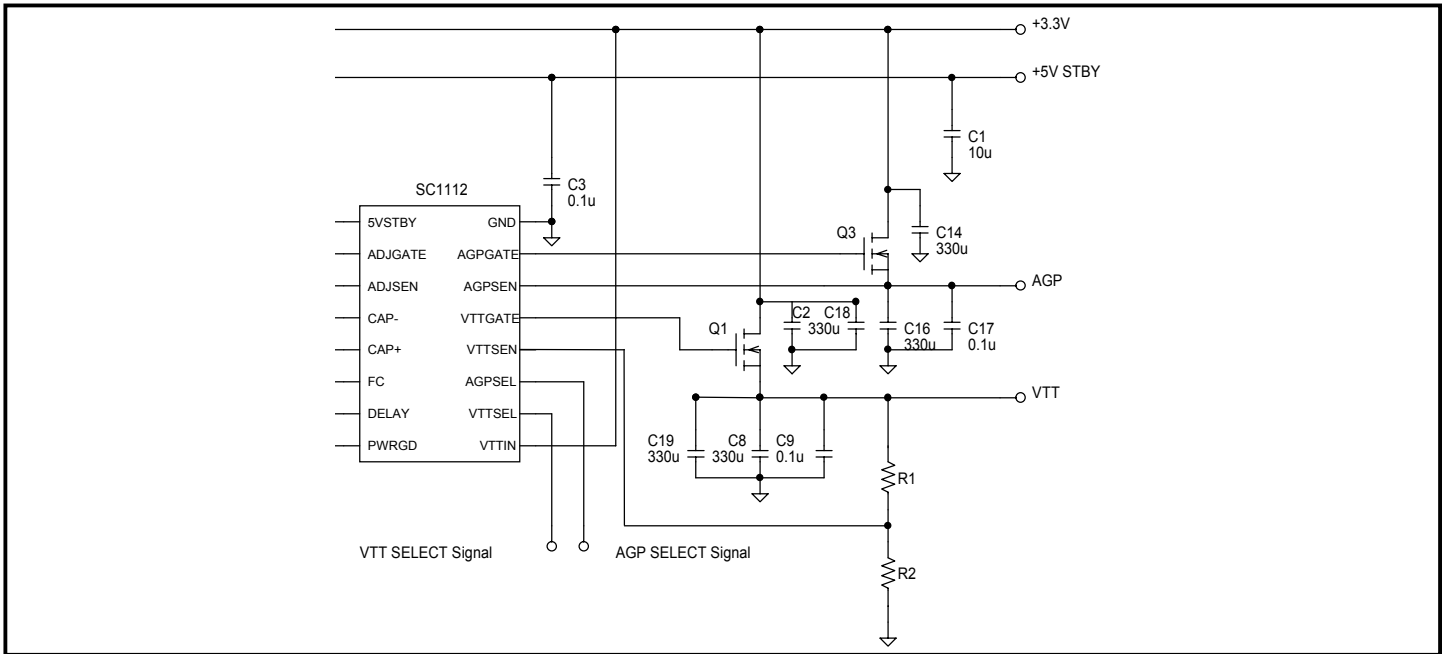 +3.3V
+5V STBY
C1
10u
SC1112
C3
0.1u
5VSTBY
GND
ADJGATE
AGPGATE
Q3
C14
330u
ADJSEN
AGPSEN
AGP
CAP-
VTTGATE
Q1
C2
330u
C18
C16
330u
C17
0.1u
CAP+
VTTSEN
FC
AGPSEL
VTT
DELAY
VTTSEL
PWRGD
VTTIN
C19
330u
C8
330u
C9
0.1u
R1
VTT SELECT Signal
AGP SELECT Signal
R2